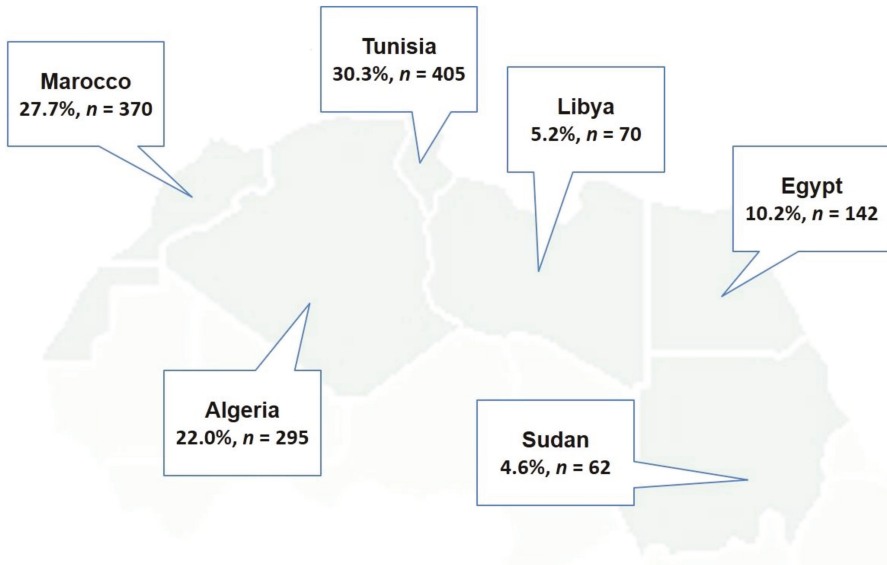 Tunisia
30.3%, n = 405
Marocco
27.7%, n = 370
Libya
5.2%, n = 70
Egypt
10.2%, n = 142
Algeria
22.0%, n = 295
Sudan
4.6%, n = 62